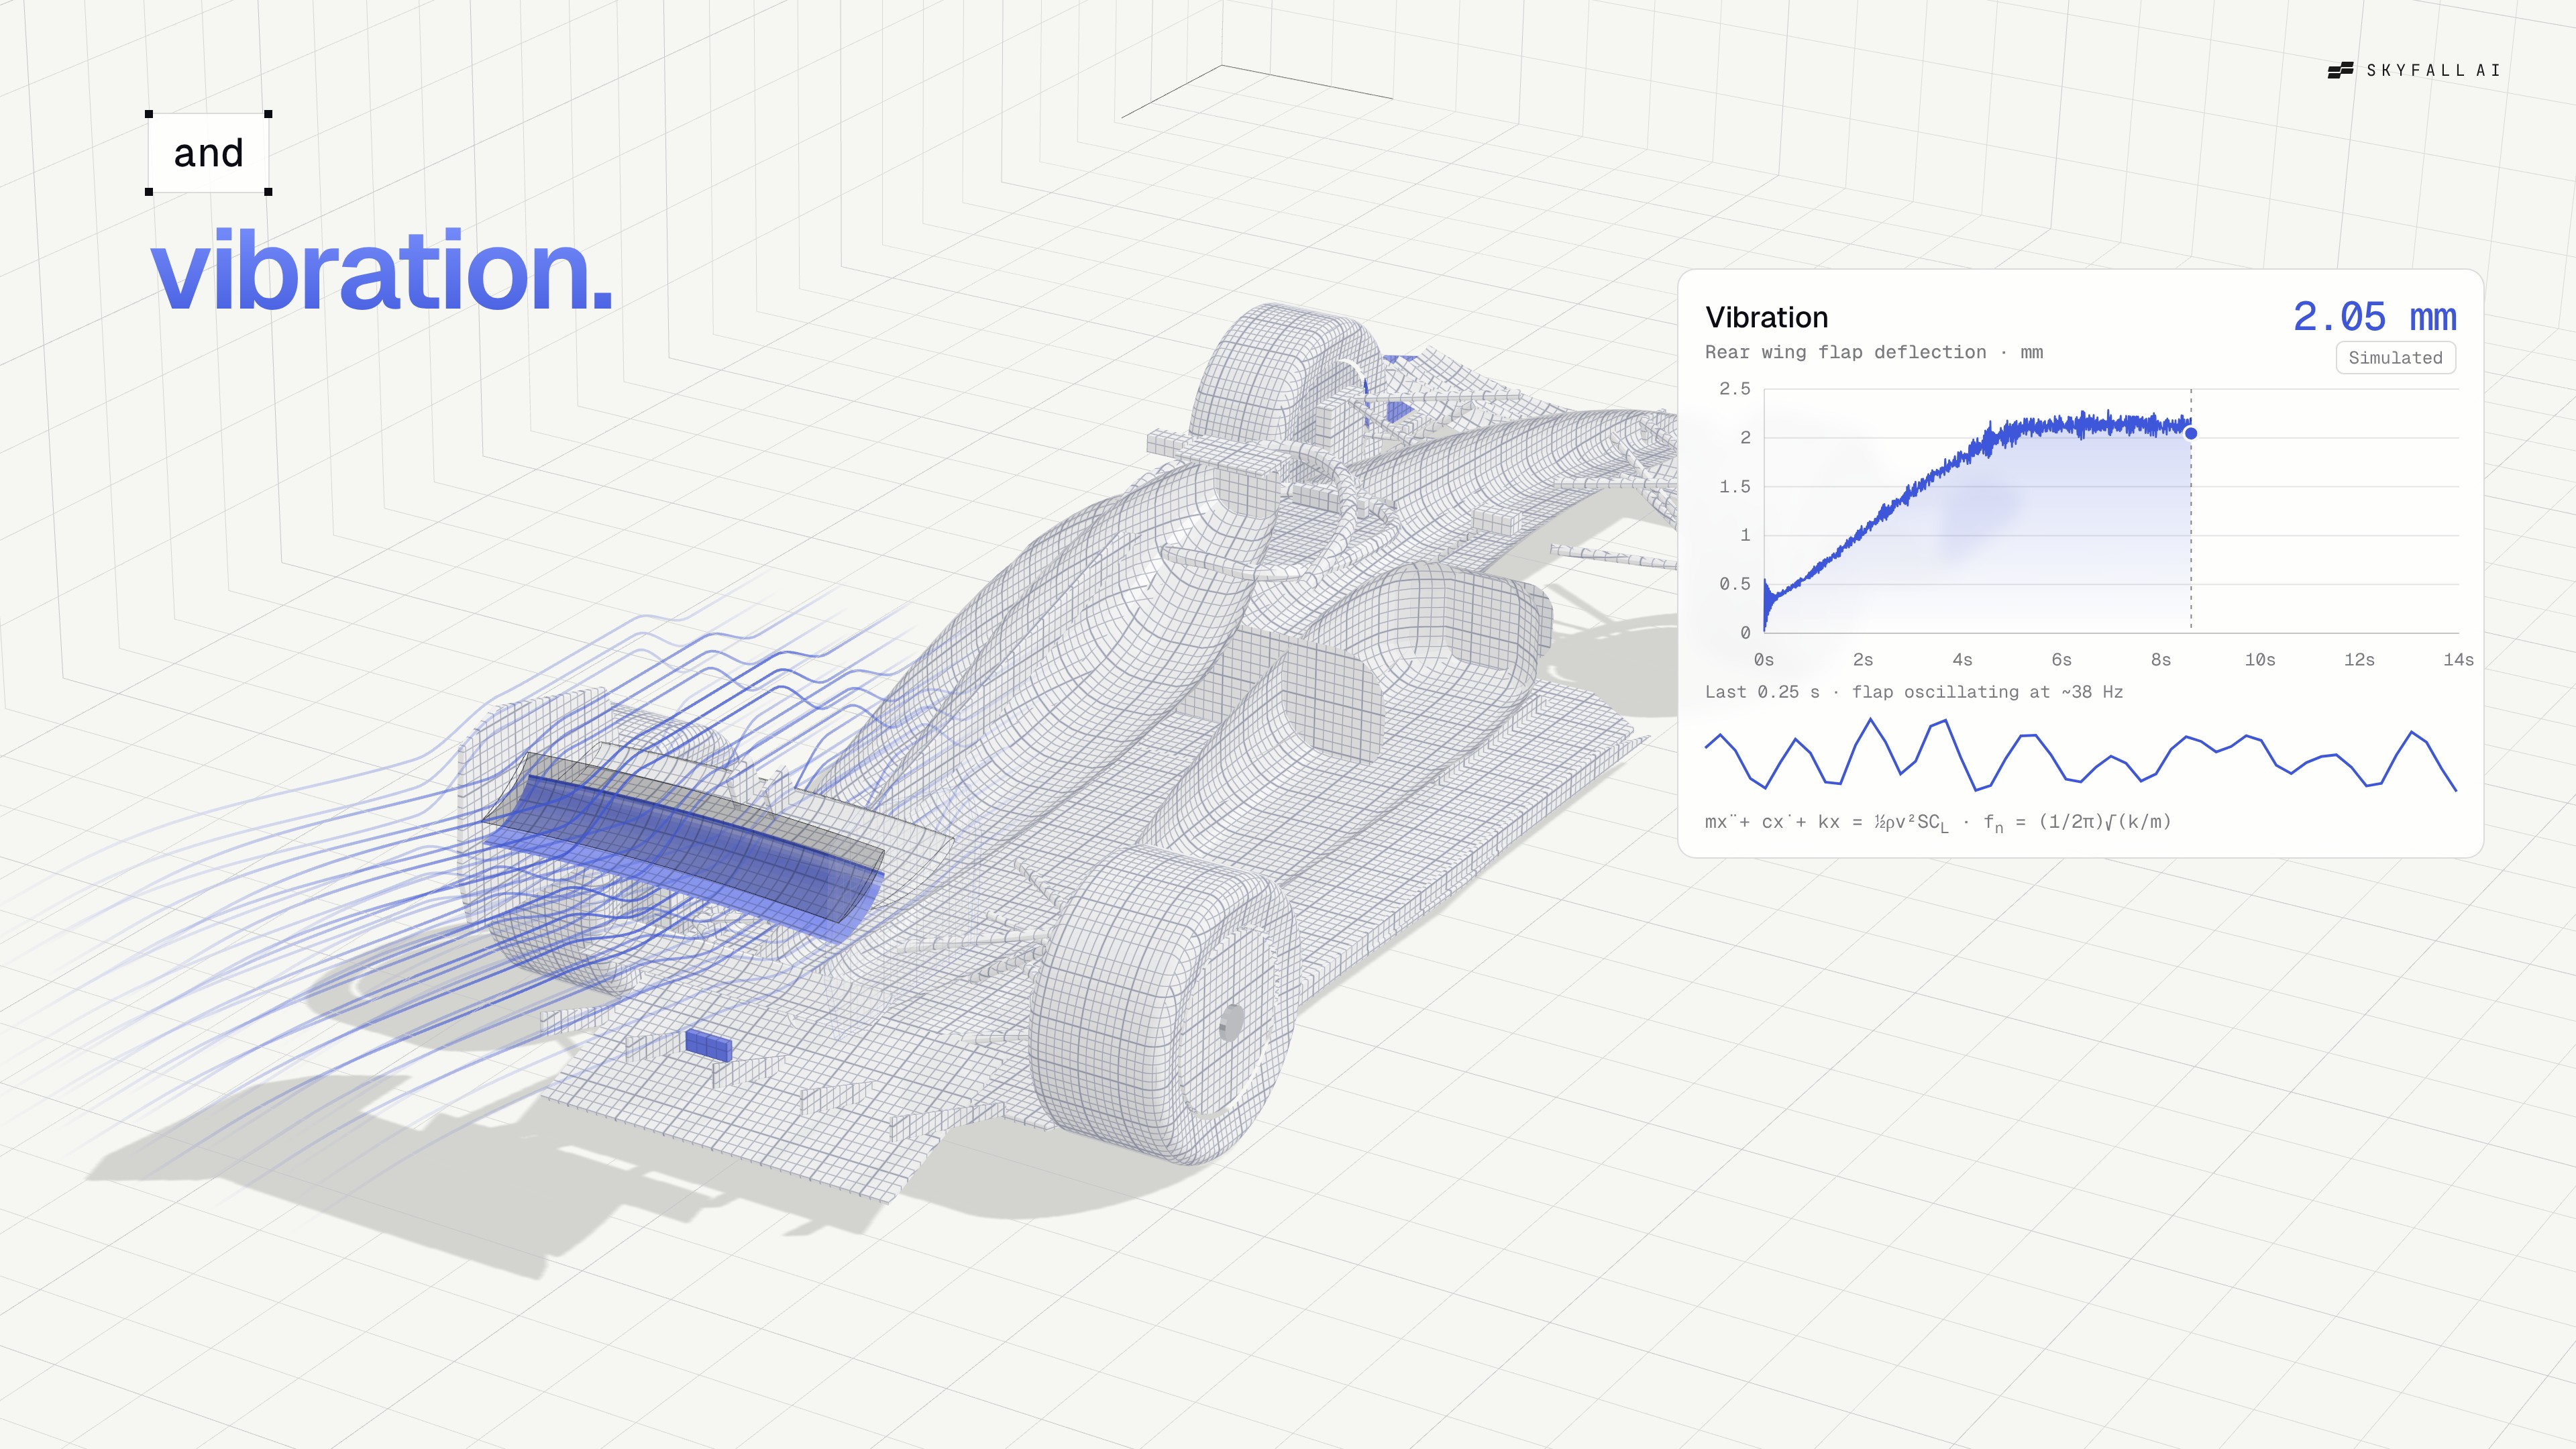 SKYFALL AI
and
vibration.
Vibration
2.05 mm
Rear wing flap deflection · mm
Simulated
2.5
2
1.5
1
0.5
0
0s 2s 4s 6s 8s 10s 12s 14s
Last 0.25 s · flap oscillating at ~38 Hz
mx¨+ cx˙+ kx = ½ρv²SC_L · f_n = (1/2π)√(k/m)